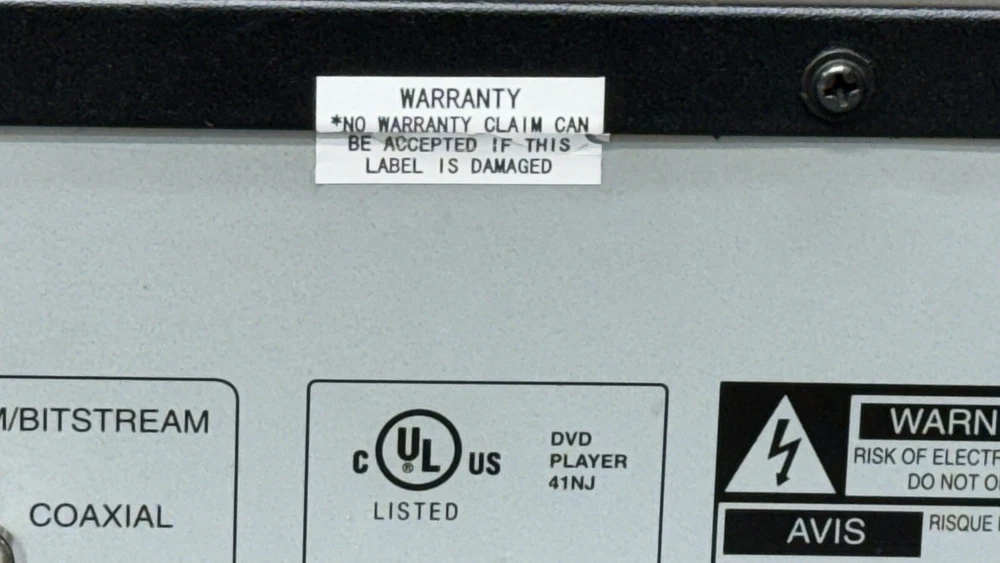 WARRANTY
*NO WARRANTY CLAIM CAN
BE ACCEPTED IF THIS
LABEL IS DAMAGED
M/BITSTREAM
COAXIAL
C UL ® US
LISTED
DVD
PLAYER
41NJ
WARN
RISK OF ELECTR
DO NOT O
AVIS
RISQUE